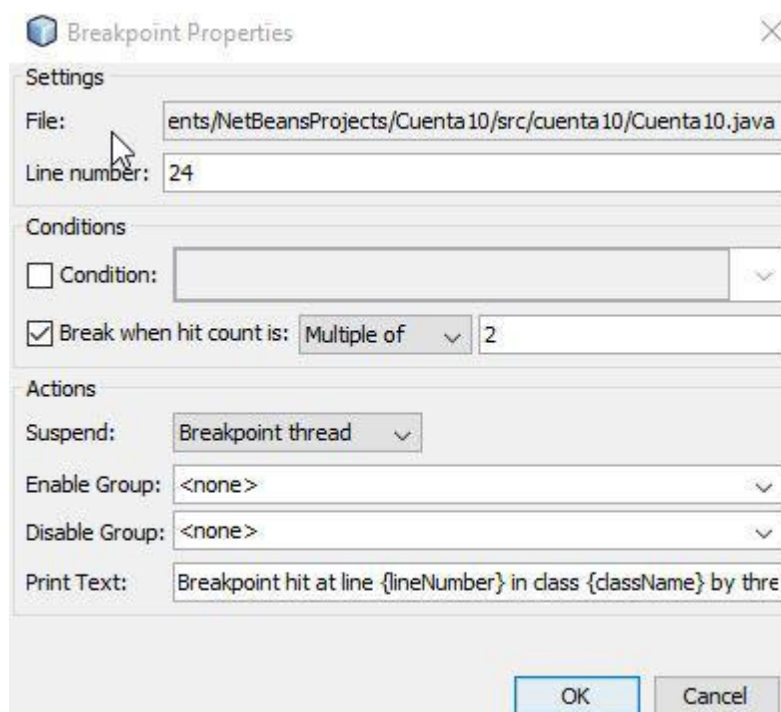 Breakpoint Properties
Settings
File: ents/NetBeansProjects/Cuenta10/src/cuenta10/Cuenta10.java
Line number: 24
Conditions
Condition:
Break when hit count is: Multiple of 2
Actions
Suspend: Breakpoint thread
Enable Group: <none>
Disable Group: <none>
Print Text: Breakpoint hit at line {lineNumber} in class {className} by thre
OK Cancel